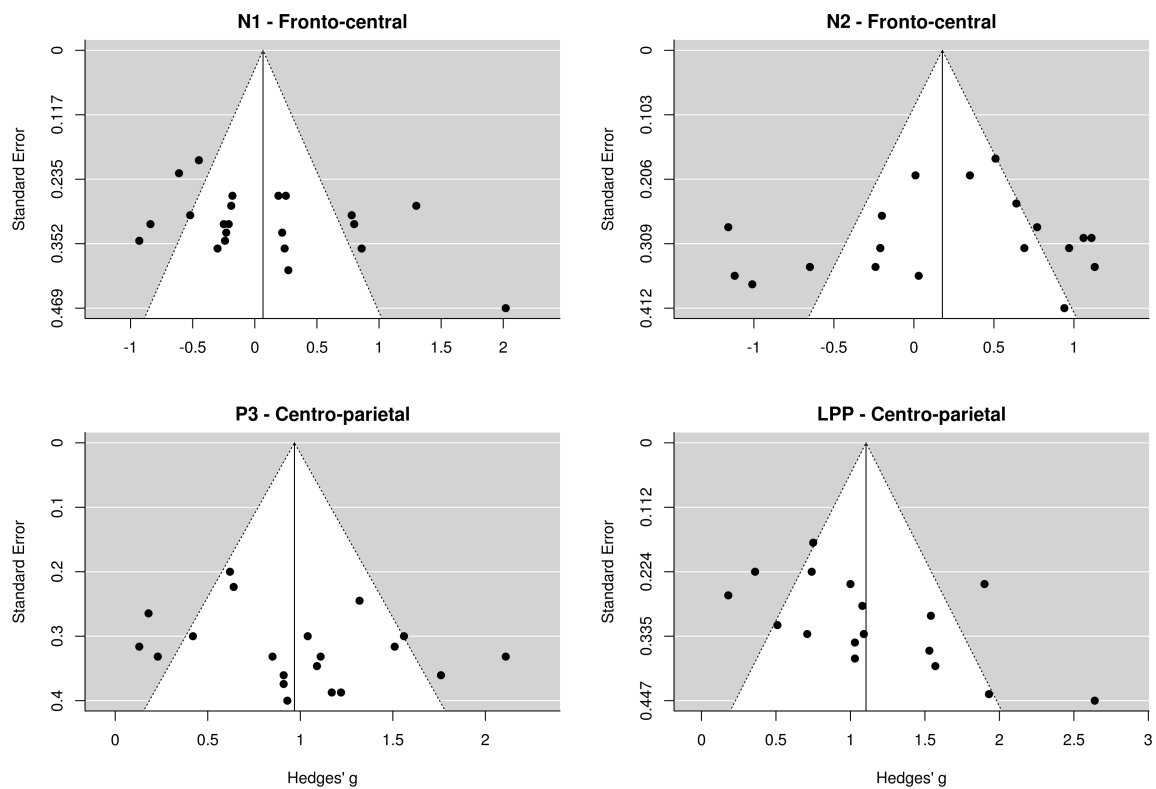 N1 - Fronto-central
Standard Error
0
0.117
0.235
0.352
0.469
-1 -0.5 0 0.5 1 1.5 2
N2 - Fronto-central
Standard Error
0
0.103
0.206
0.309
0.412
-1 -0.5 0 0.5 1
P3 - Centro-parietal
Standard Error
0
0.1
0.2
0.3
0.4
0 0.5 1 1.5 2
Hedges' g
LPP - Centro-parietal
Standard Error
0
0.112
0.224
0.335
0.447
0 0.5 1 1.5 2 2.5 3
Hedges' g